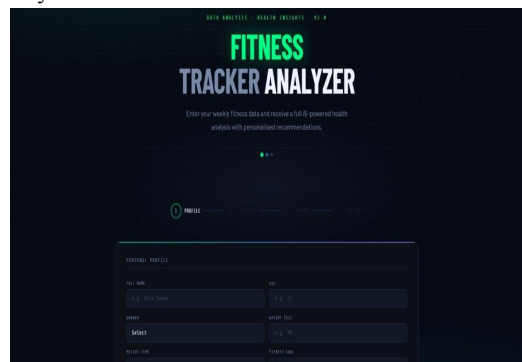 DATA ANALYSIS · HEALTH INSIGHTS · V2.0
FITNESS
TRACKER ANALYZER
Enter your weekly fitness data and receive a full AI-powered health
analysis with personalised recommendations.
1 PROFILE
PERSONAL PROFILE
FULL NAME AGE
e.g. Alex Kumar e.g. 25
GENDER WEIGHT (KG)
Select e.g. 70
HEIGHT (CM) FITNESS GOAL